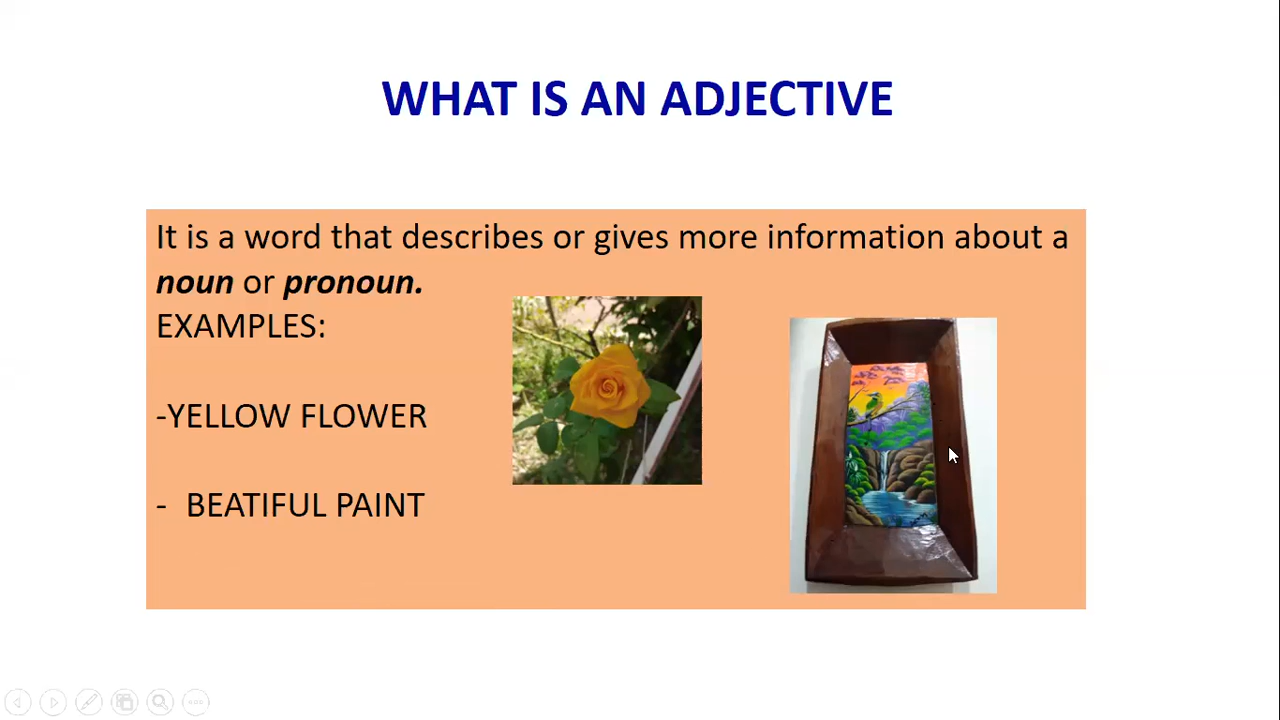 WHAT IS AN ADJECTIVE
It is a word that describes or gives more information about a
noun or pronoun.
EXAMPLES:
-YELLOW FLOWER
- BEATIFUL PAINT